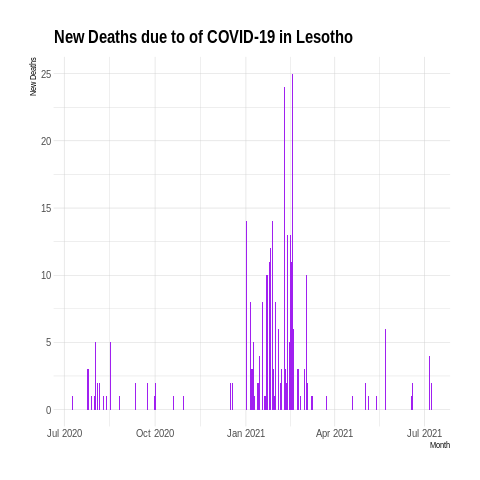 New Deaths due to of COVID-19 in Lesotho
New Deaths
25
20
15
10
5
0
Jul 2020 Oct 2020 Jan 2021 Apr 2021 Jul 2021
Month